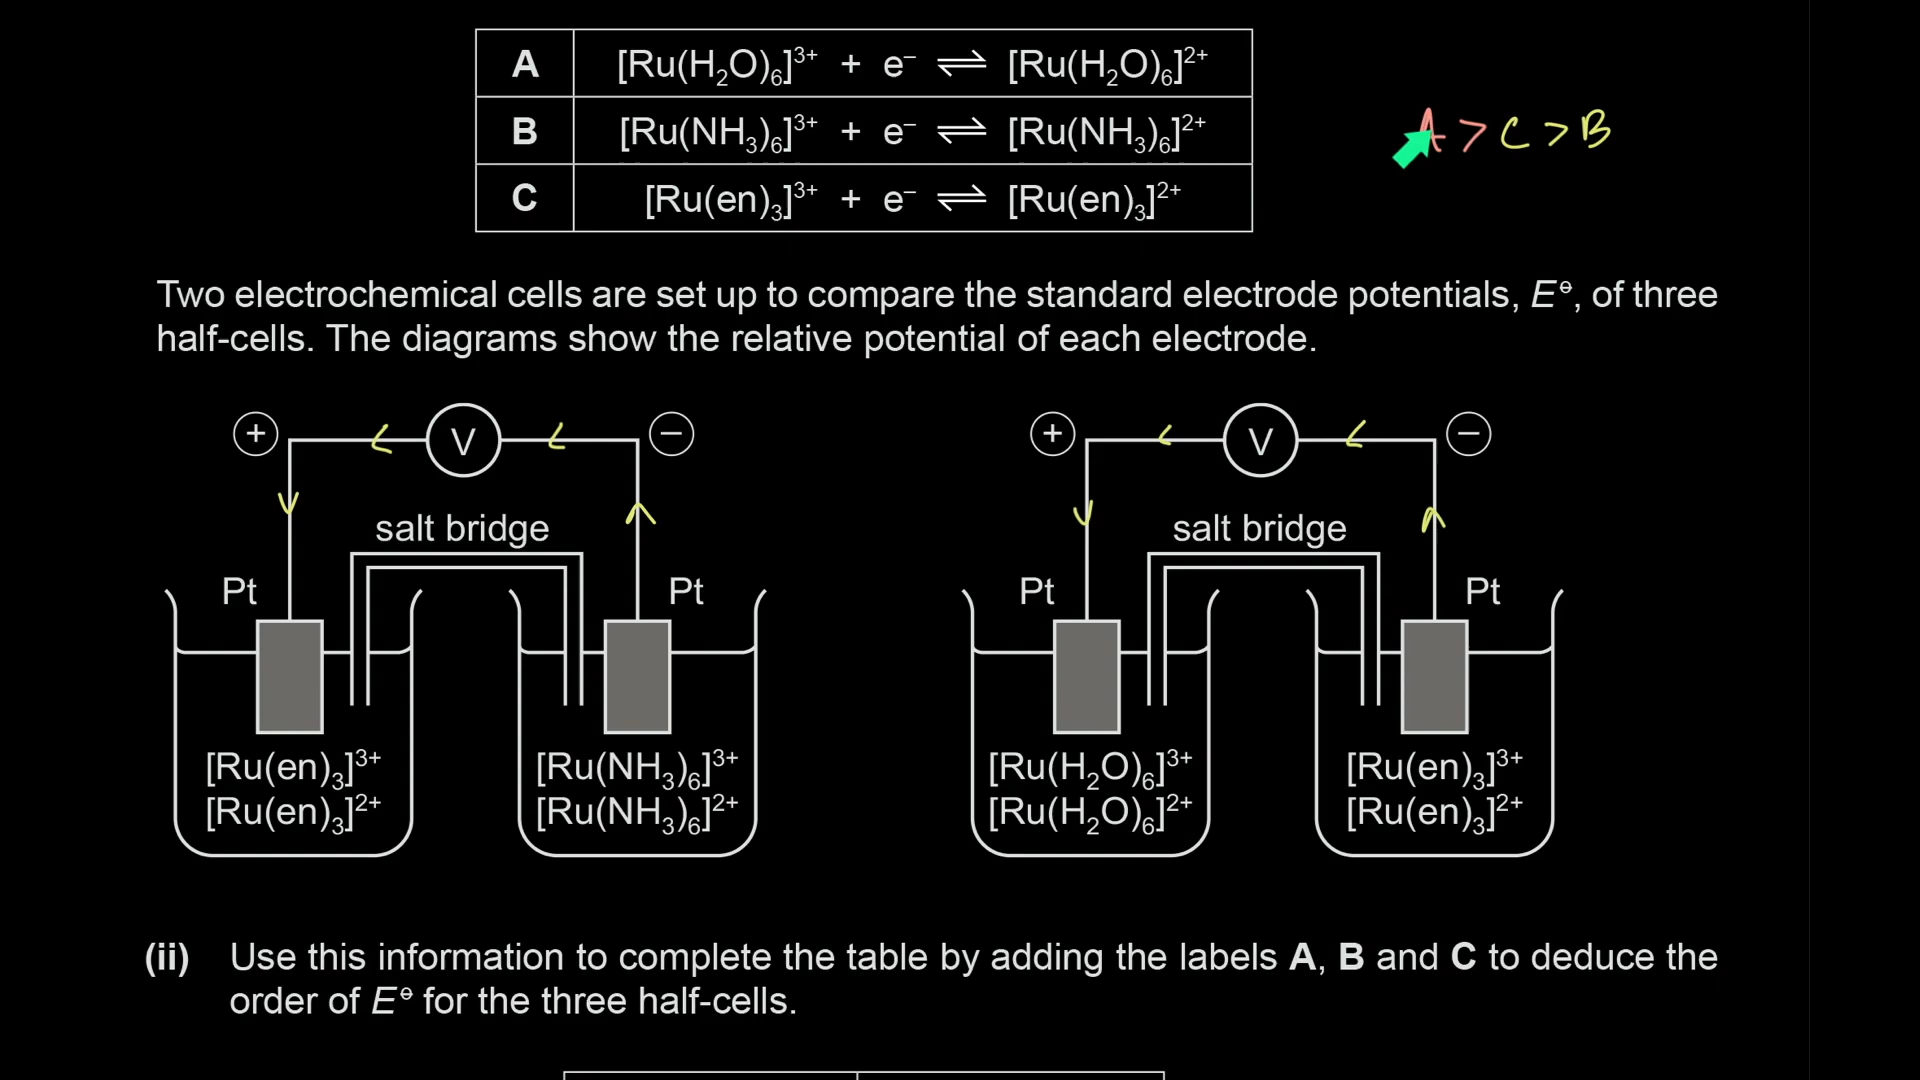 A [Ru(H₂O)₆]³⁺ + e⁻ ⇌ [Ru(H₂O)₆]²⁺
B [Ru(NH₃)₆]³⁺ + e⁻ ⇌ [Ru(NH₃)₆]²⁺
C [Ru(en)₃]³⁺ + e⁻ ⇌ [Ru(en)₃]²⁺
A > C > B
Two electrochemical cells are set up to compare the standard electrode potentials, E⦵, of three
half-cells. The diagrams show the relative potential of each electrode.
+ V − + V −
salt bridge salt bridge
Pt Pt Pt Pt
[Ru(en)₃]³⁺ [Ru(NH₃)₆]³⁺ [Ru(H₂O)₆]³⁺ [Ru(en)₃]³⁺
[Ru(en)₃]²⁺ [Ru(NH₃)₆]²⁺ [Ru(H₂O)₆]²⁺ [Ru(en)₃]²⁺
(ii) Use this information to complete the table by adding the labels A, B and C to deduce the
order of E⦵ for the three half-cells.